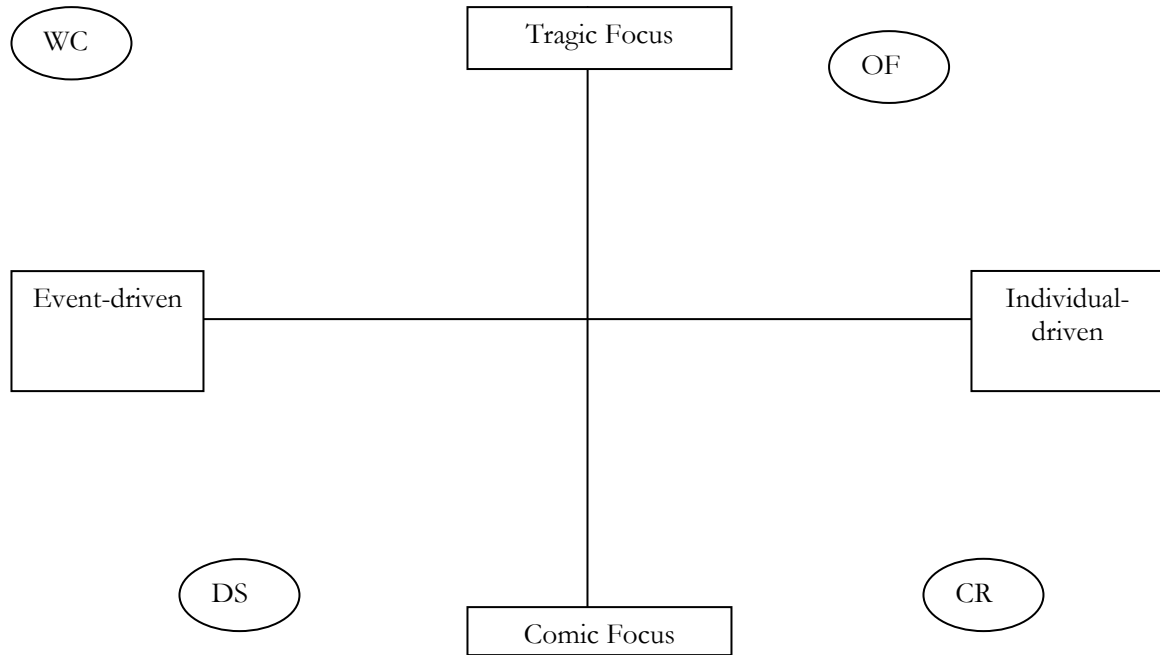 WC
Tragic Focus
OF
Event-driven
Individual-
driven
DS
CR
Comic Focus